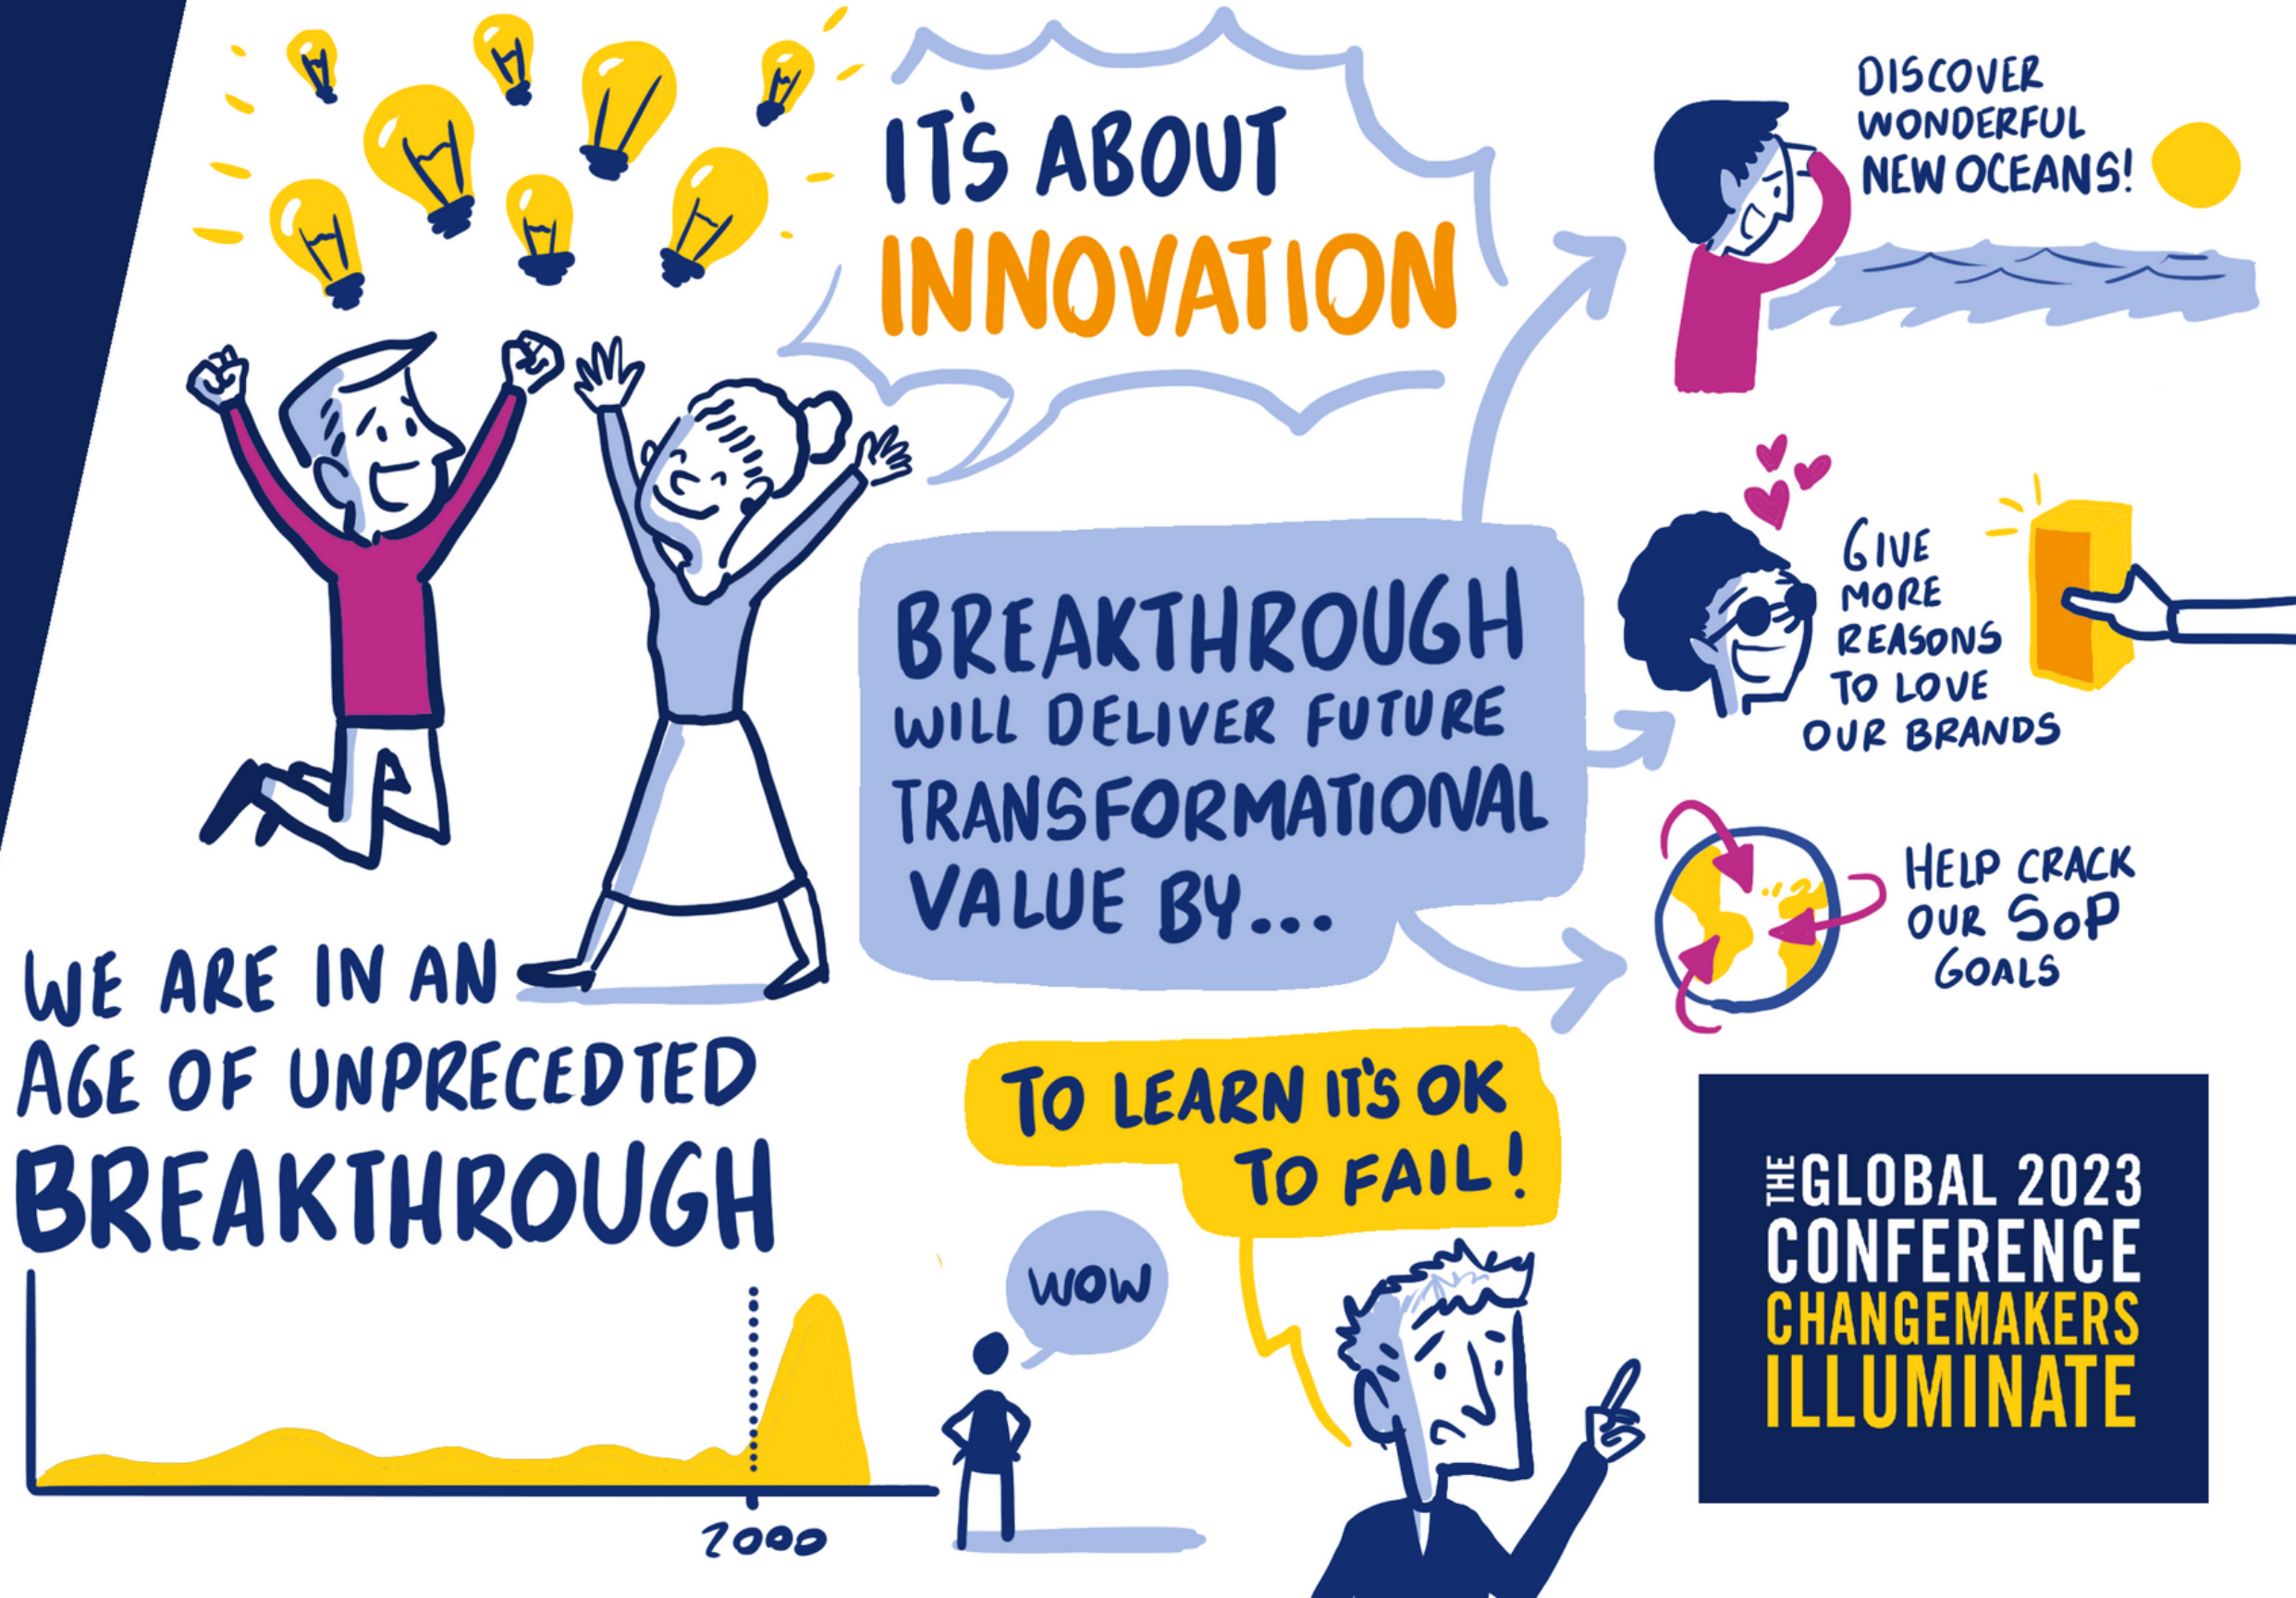 IT'S ABOUT
INNOVATION
DISCOVER
WONDERFUL
NEW OCEANS!
BREAKTHROUGH
WILL DELIVER FUTURE
TRANSFORMATIONAL
VALUE BY...
GIVE
MORE
REASONS
TO LOVE
OUR BRANDS
HELP CRACK
OUR SoP
GOALS
WE ARE IN AN
AGE OF UNPRECEDTED
BREAKTHROUGH
2000
WOW
TO LEARN IT'S OK
TO FAIL!
THE GLOBAL 2023
CONFERENCE
CHANGEMAKERS
ILLUMINATE